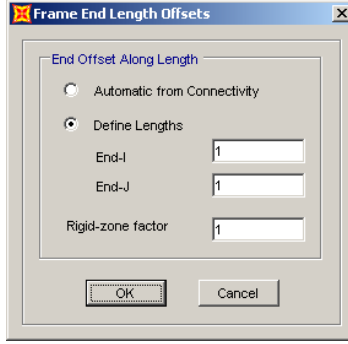 Frame End Length Offsets
End Offset Along Length
Automatic from Connectivity
Define Lengths
End-I 1
End-J 1
Rigid-zone factor 1
OK Cancel